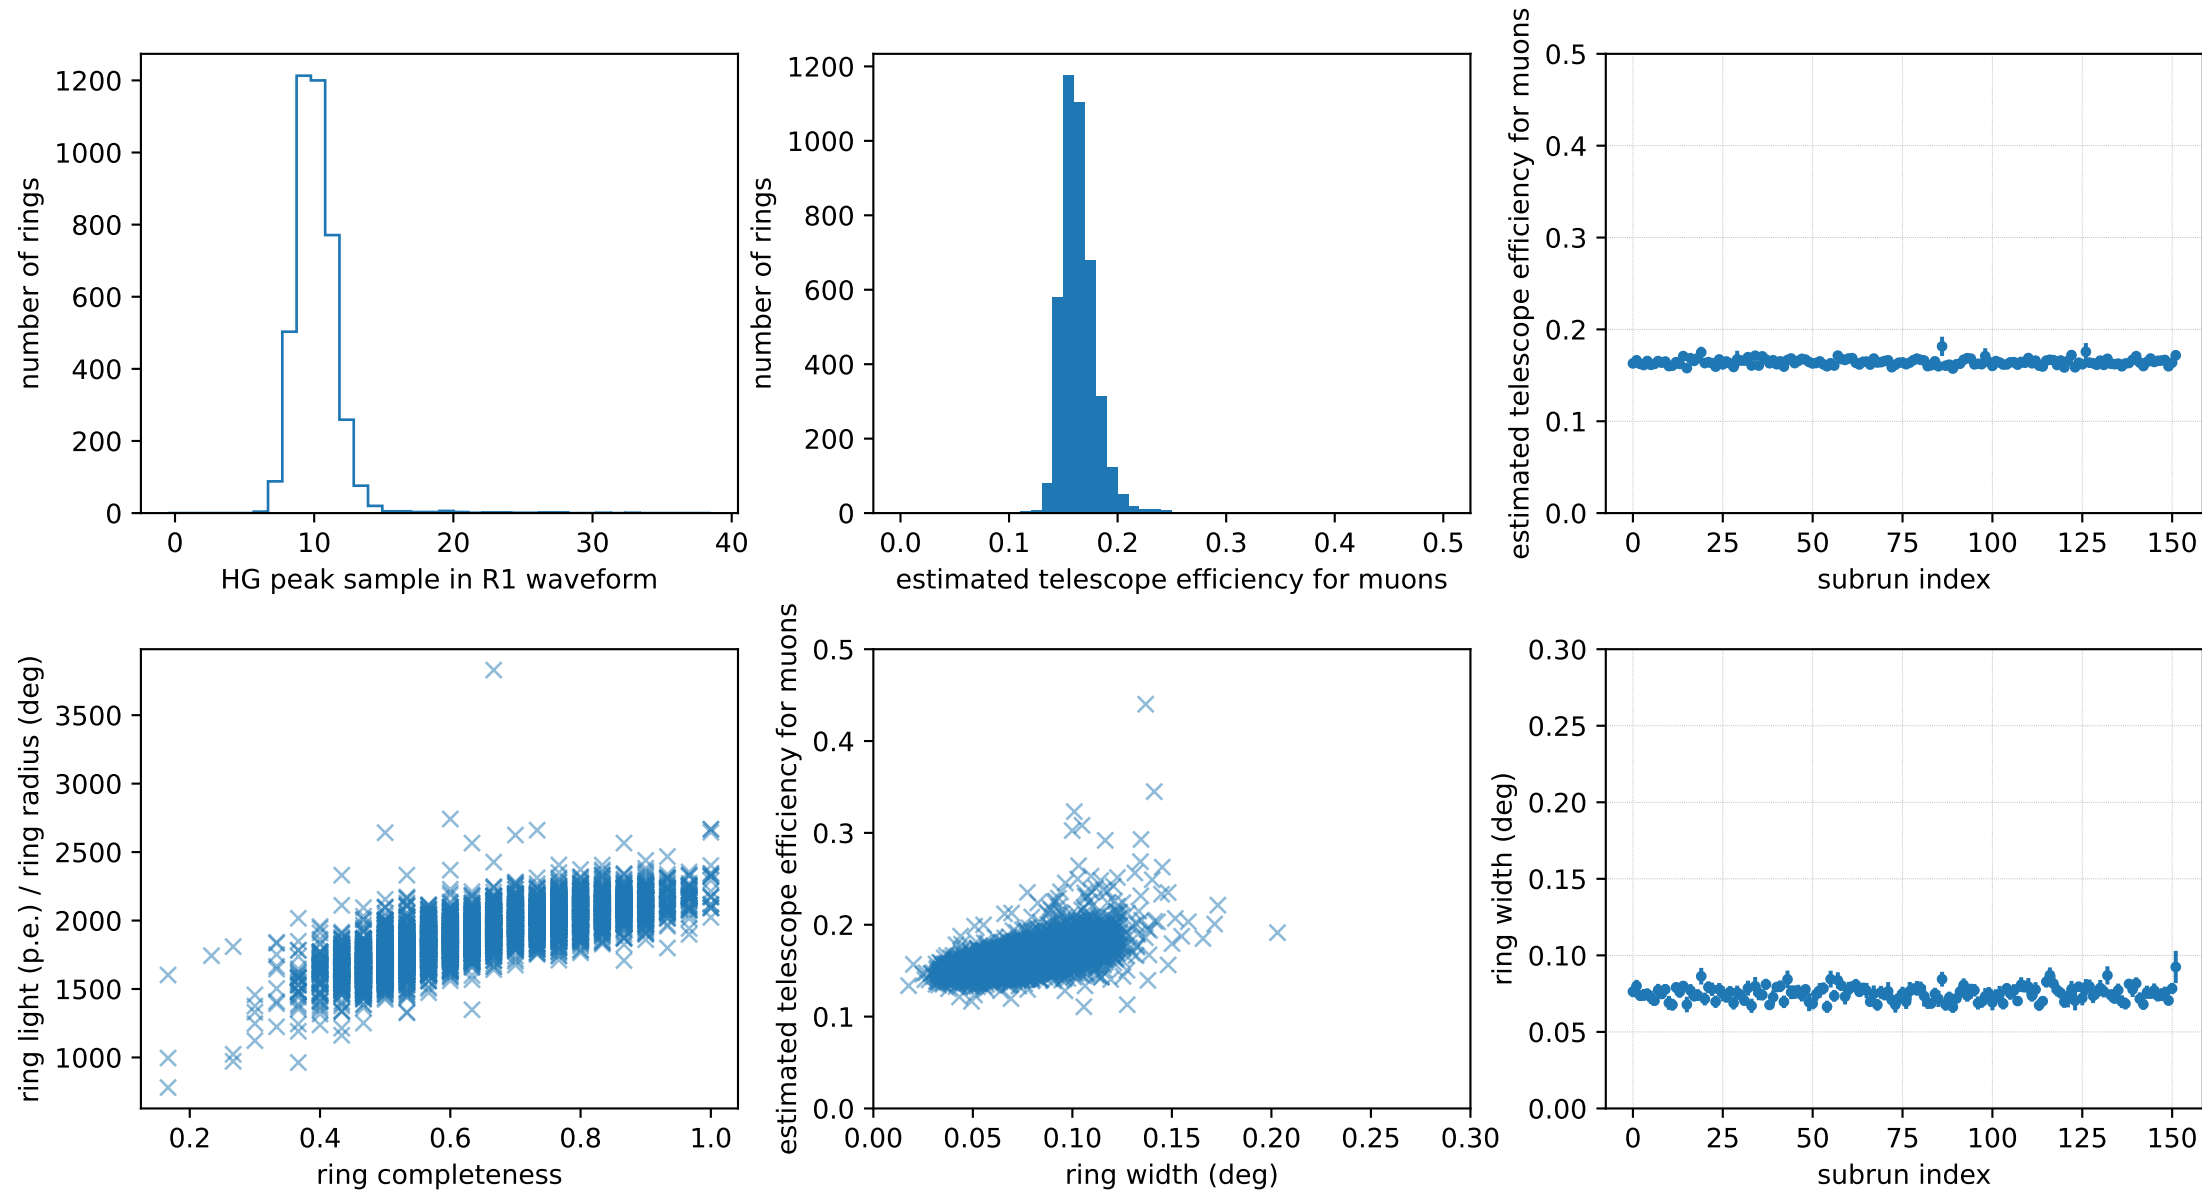 number of rings
1200
1000
800
600
400
200
0
0 10 20 30 40
HG peak sample in R1 waveform
number of rings
1200
1000
800
600
400
200
0
0.0 0.1 0.2 0.3 0.4 0.5
estimated telescope efficiency for muons
estimated telescope efficiency for muons
0.5
0.4
0.3
0.2
0.1
0.0
0 25 50 75 100 125 150
subrun index
ring light (p.e.) / ring radius (deg)
3500
3000
2500
2000
1500
1000
0.2 0.4 0.6 0.8 1.0
ring completeness
estimated telescope efficiency for muons
0.5
0.4
0.3
0.2
0.1
0.0
0.00 0.05 0.10 0.15 0.20 0.25 0.30
ring width (deg)
ring width (deg)
0.30
0.25
0.20
0.15
0.10
0.05
0.00
0 25 50 75 100 125 150
subrun index